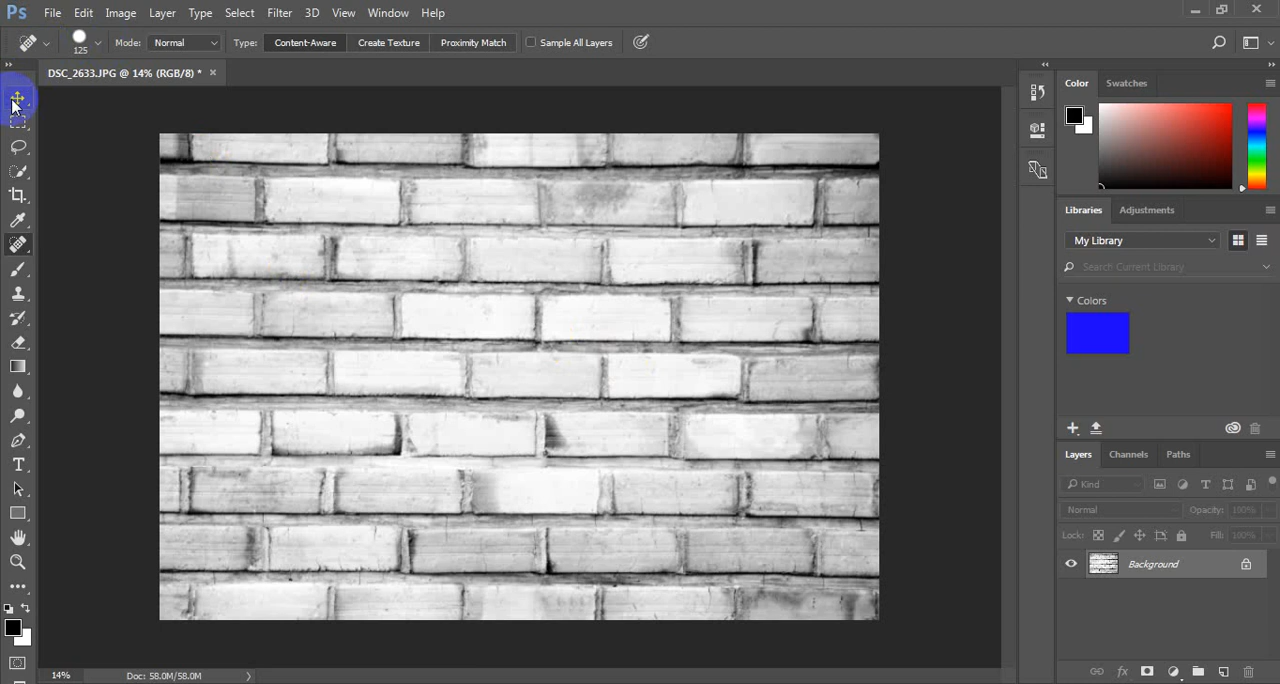 Ps File Edit Image Layer Type Select Filter 3D View Window Help
125 Mode: Normal Type: Content-Aware Create Texture Proximity Match Sample All Layers
DSC_2633.JPG @ 14% (RGB/8) *
Color Swatches
Libraries Adjustments
My Library
Search Current Library
Colors
Layers Channels Paths
Kind
Normal Opacity: 100%
Lock: Fill: 100%
Background
14% Doc: 58.0M/58.0M